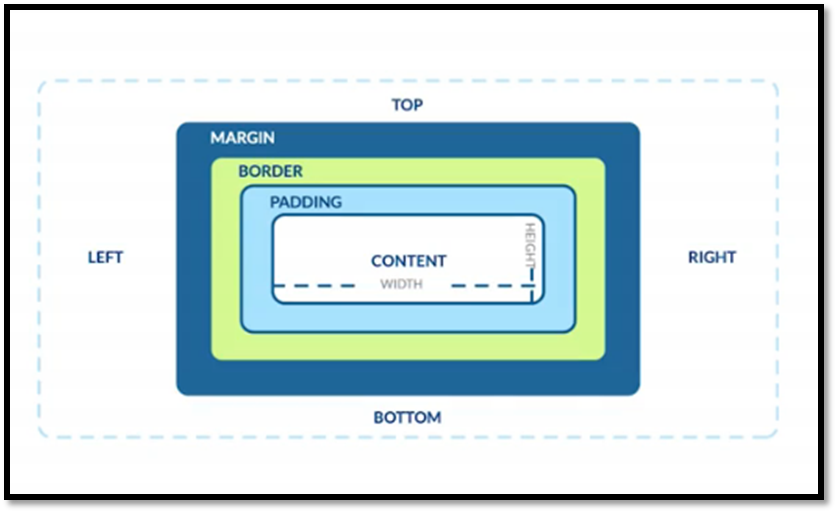 TOP
MARGIN
BORDER
PADDING
HEIGHT
LEFT
CONTENT
RIGHT
WIDTH
BOTTOM